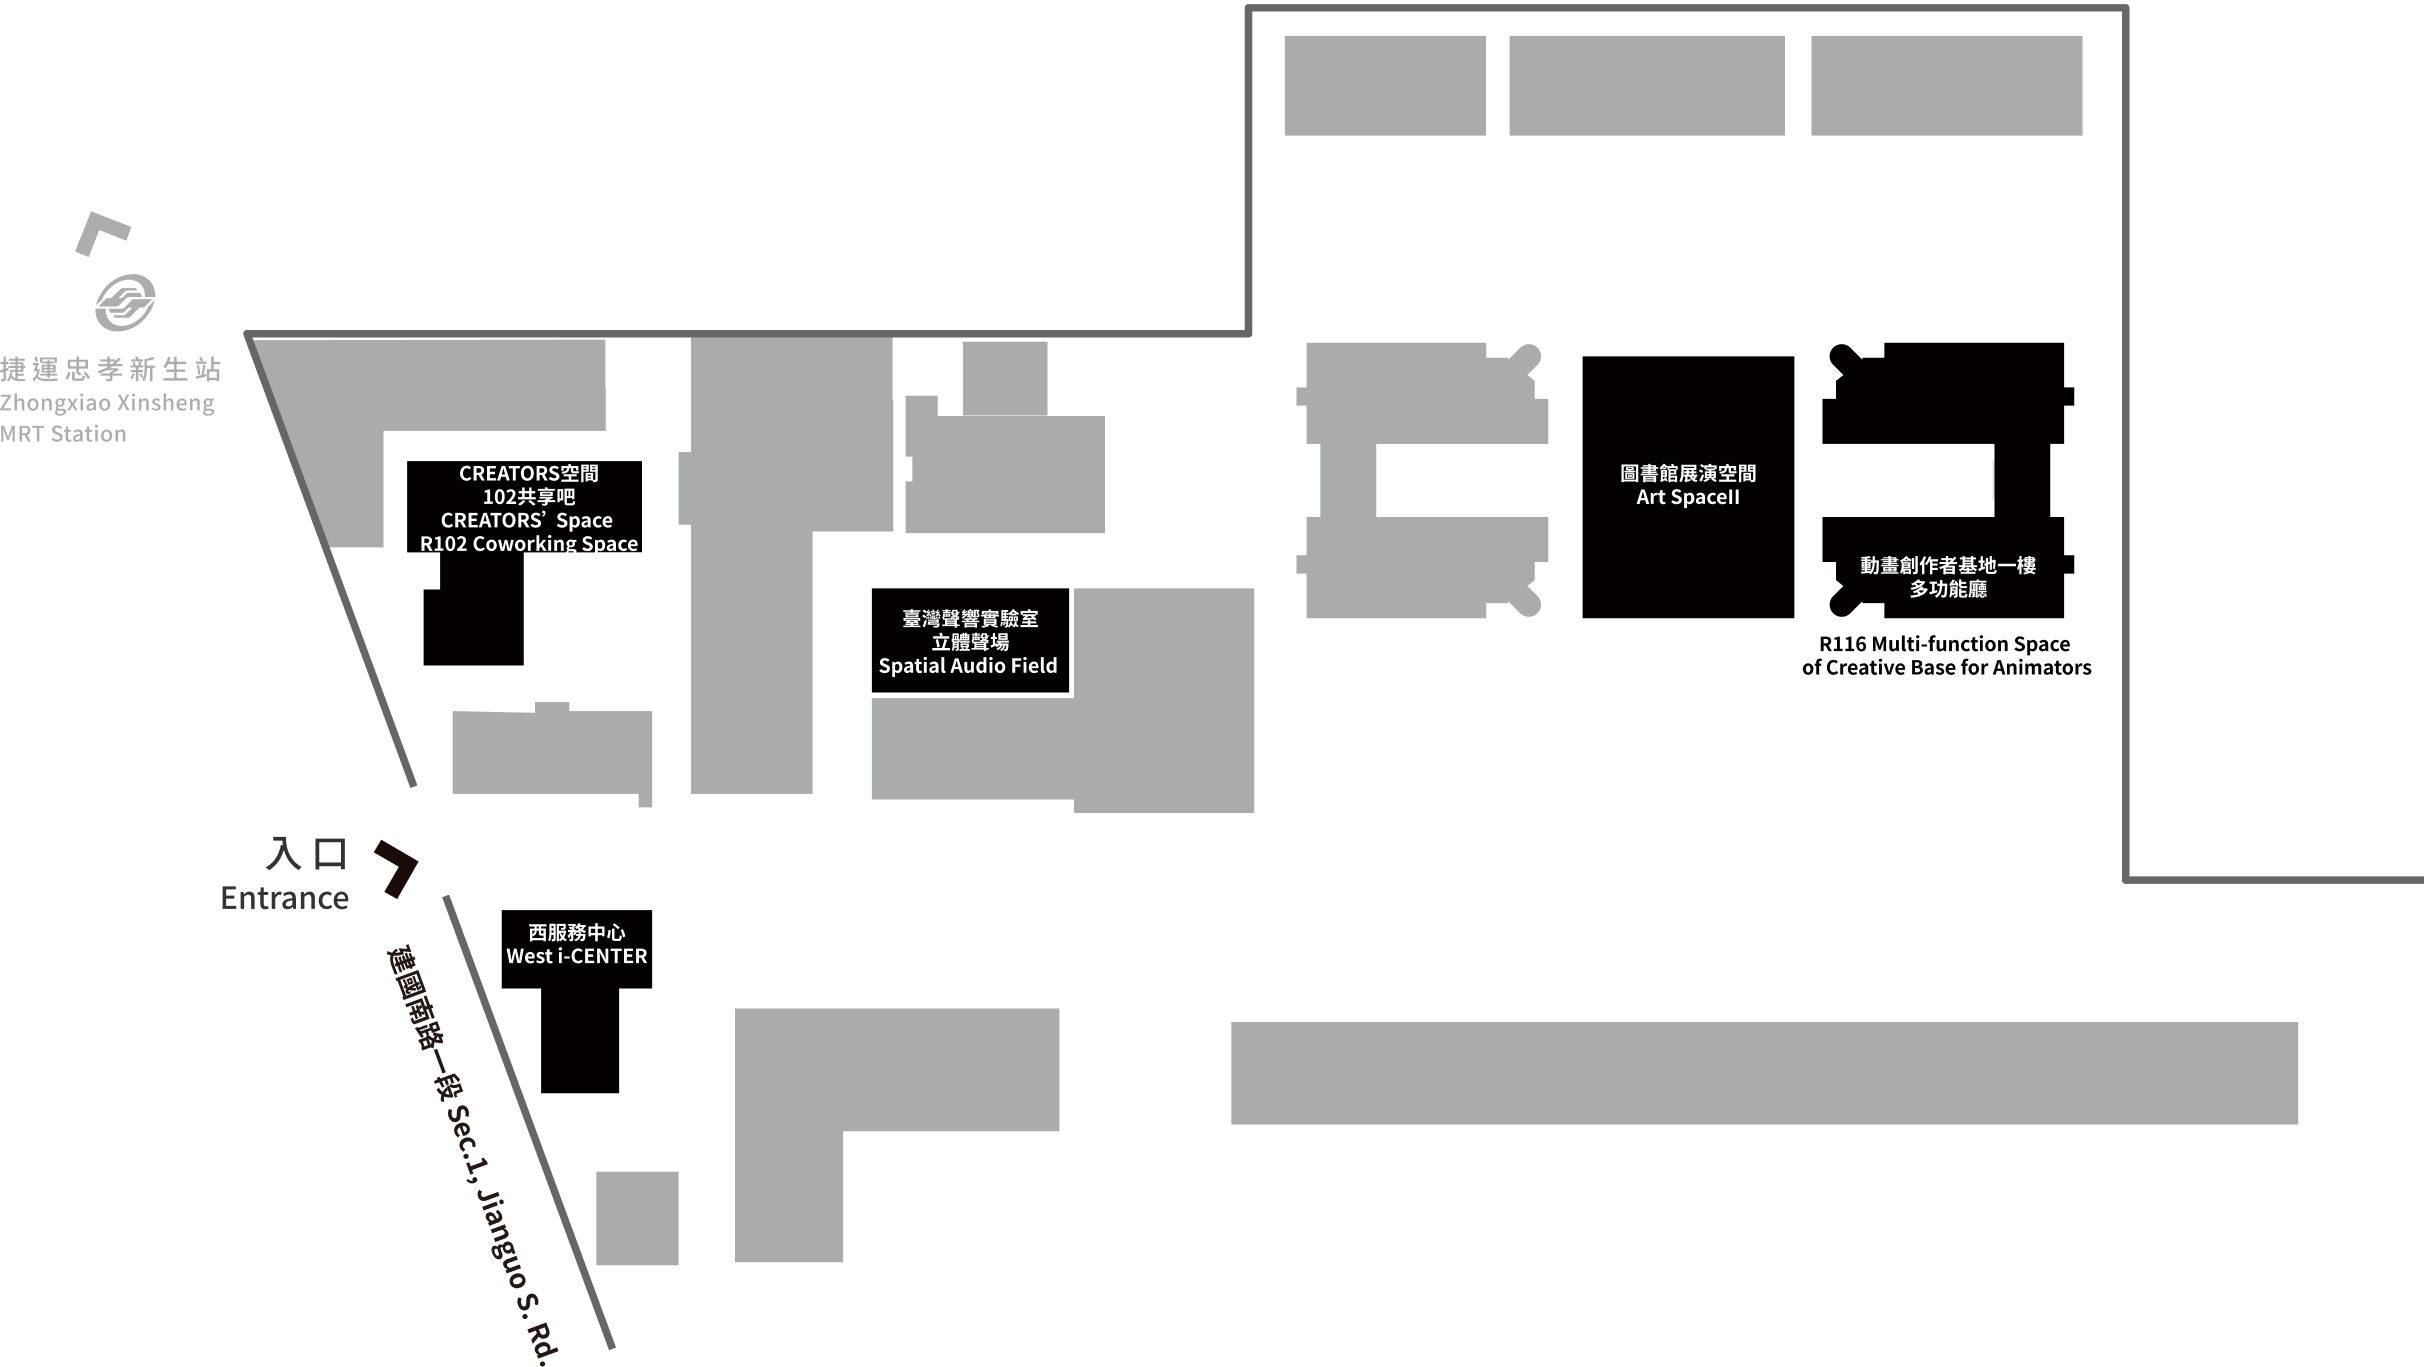 捷運忠孝新生站
Zhongxiao Xinsheng
MRT Station
CREATORS空間
102共享吧
CREATORS’Space
R102 Coworking Space
圖書館展演空間
Art SpaceII
動畫創作者基地一樓
多功能廳
R116 Multi-function Space
of Creative Base for Animators
臺灣聲響實驗室
立體聲場
Spatial Audio Field
入口
Entrance
西服務中心
West i-CENTER
建國南路一段 Sec.1, Jianguo S. Rd.